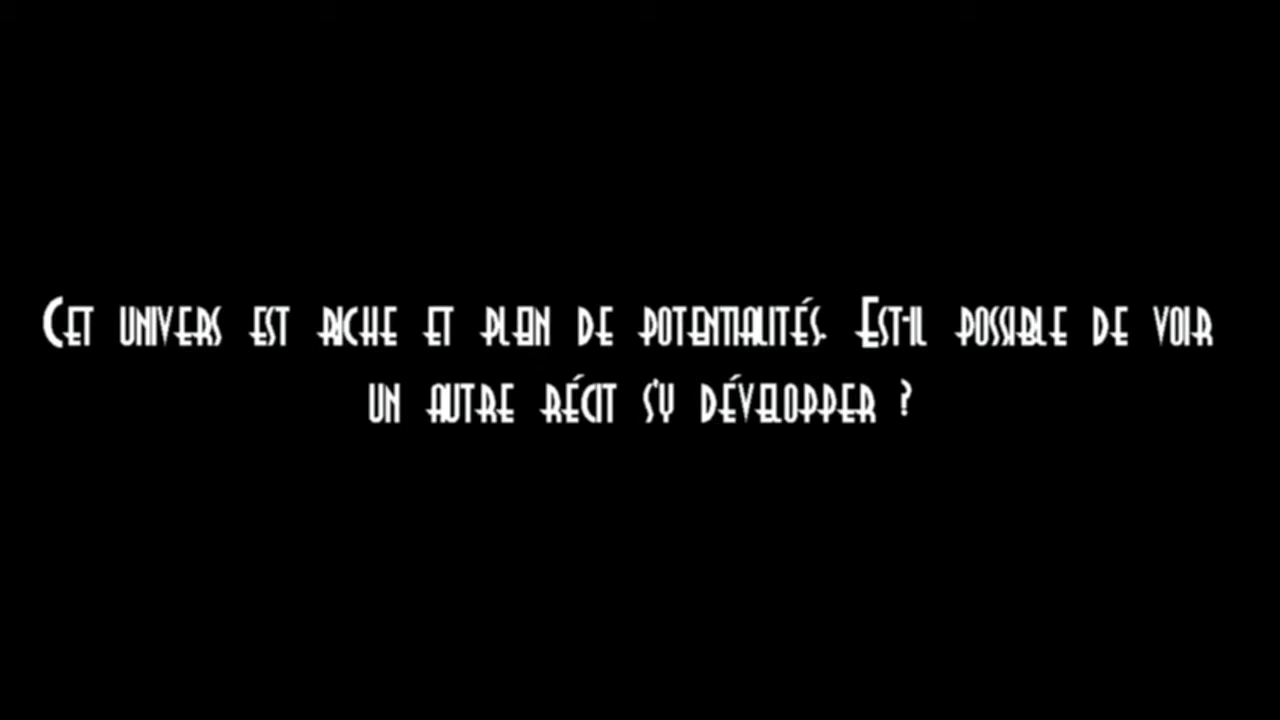 Cet univers est riche et plein de potentialités. Est-il possible de voir
un autre récit s'y développer ?